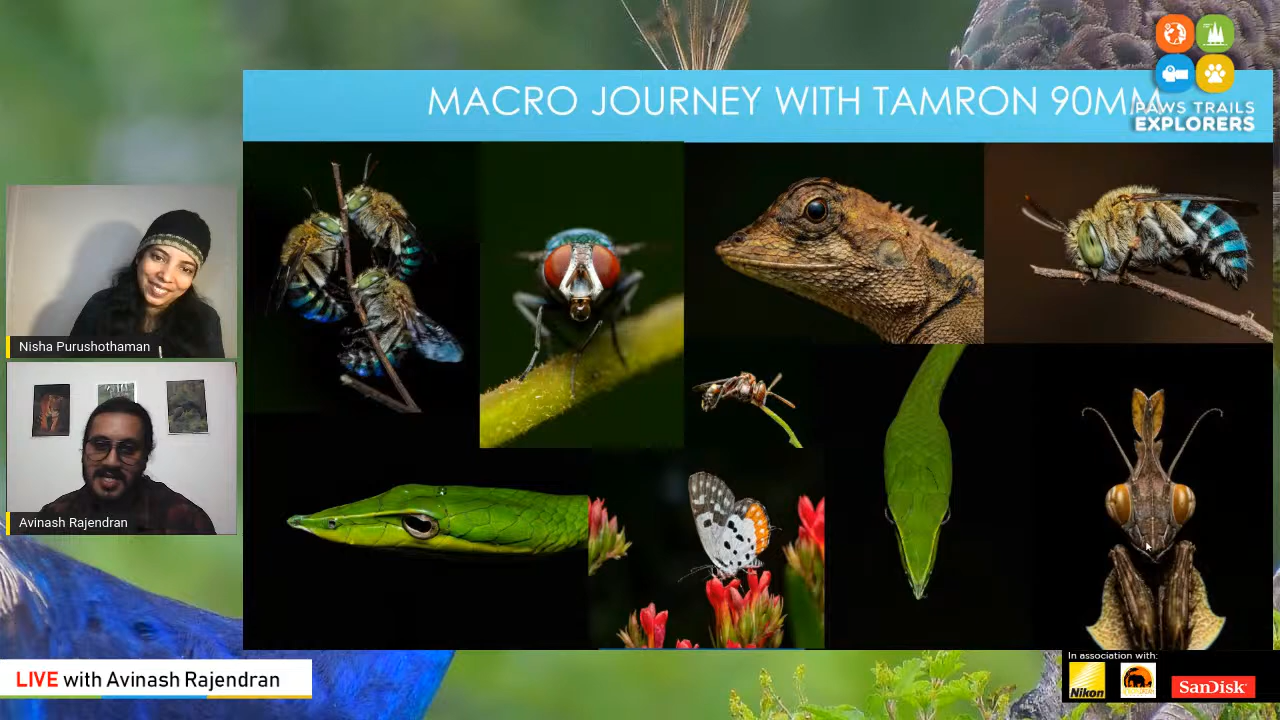 MACRO JOURNEY WITH TAMRON 90MM
PAWS TRAILS
EXPLORERS
Nisha Purushothaman
Avinash Rajendran
LIVE with Avinash Rajendran
In association with:
Nikon
SanDisk